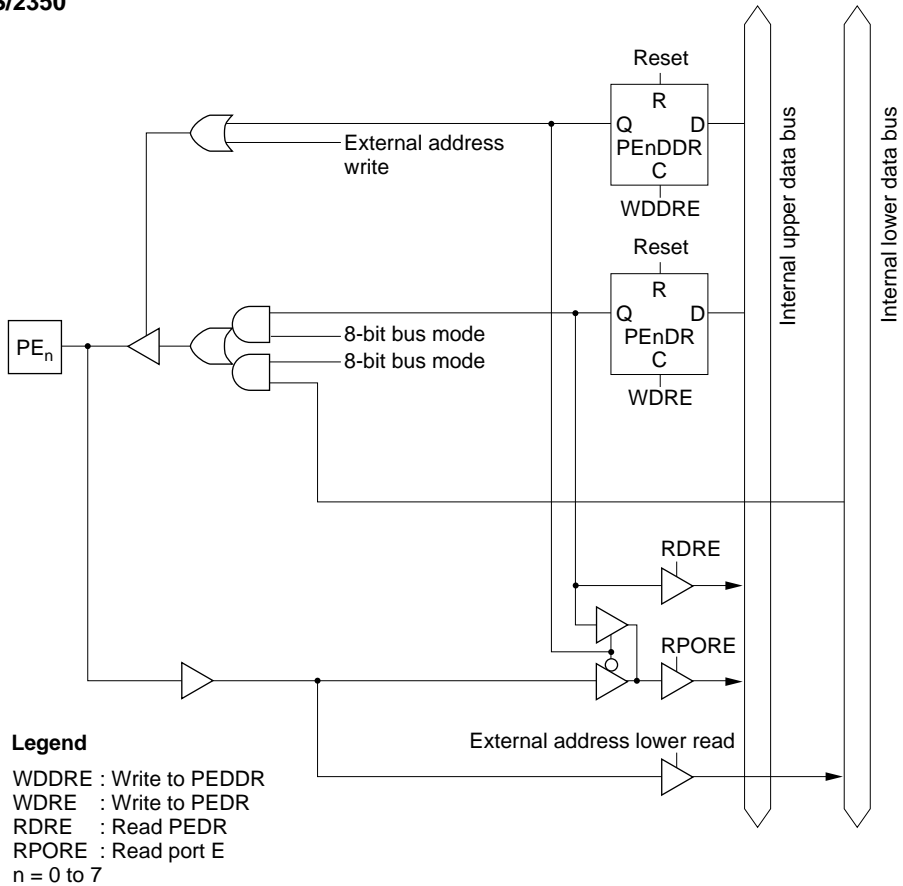 /2350
Reset
R
Q D
PEnDDR
C
WDDRE
External address
write
Internal upper data bus
Internal lower data bus
Reset
R
Q D
PEnDR
C
WDRE
8-bit bus mode
8-bit bus mode
PEn
RDRE
RPORE
External address lower read
Legend
WDDRE : Write to PEDDR
WDRE : Write to PEDR
RDRE : Read PEDR
RPORE : Read port E
n = 0 to 7